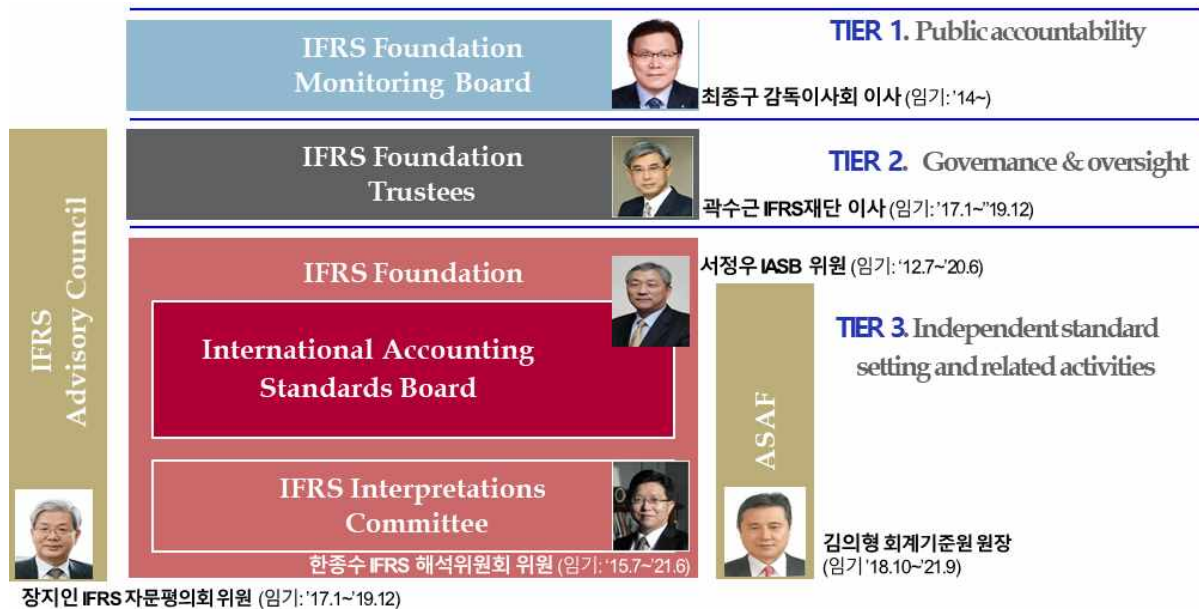 IFRS Foundation
Monitoring Board
TIER 1. Public accountability
최종구 감독이사회 이사 (임기: '14~)
IFRS Foundation
Trustees
TIER 2. Governance & oversight
곽수근 IFRS재단 이사 (임기: '17.1~''19.12)
IFRS
Advisory Council
IFRS Foundation
서정우 IASB 위원 (임기: '12.7~'20.6)
International Accounting
Standards Board
TIER 3. Independent standard
setting and related activities
ASAF
IFRS Interpretations
Committee
한종수 IFRS 해석위원회 위원 (임기: '15.7~'21.6)
김의형 회계기준원 원장
(임기 '18.10~'21.9)
장지인 IFRS 자문평의회 위원 (임기: '17.1~'19.12)